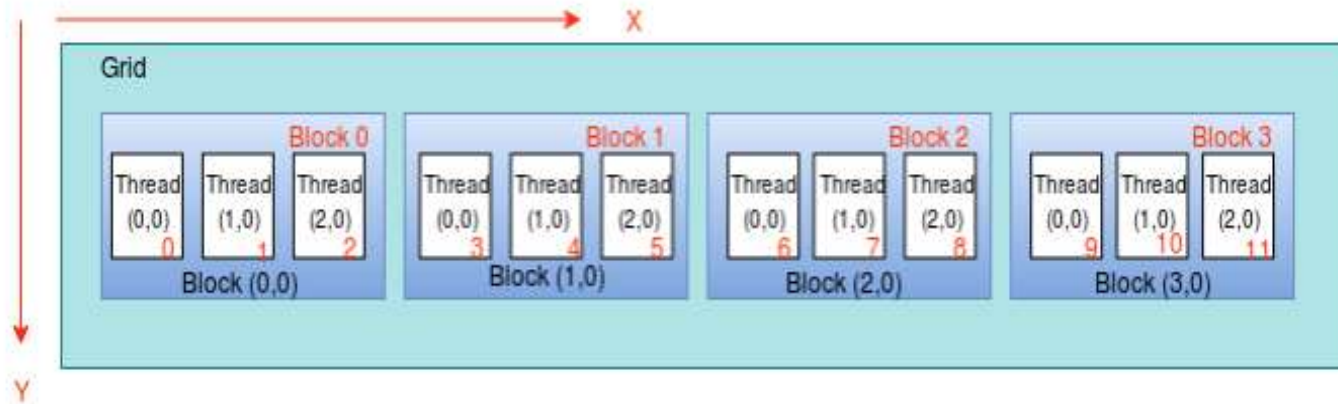 X
Grid
Block 0
Block 1
Block 2
Block 3
Thread Thread Thread Thread Thread Thread Thread Thread Thread Thread Thread Thread
(0,0) (1,0) (2,0) (0,0) (1,0) (2,0) (0,0) (1,0) (2,0) (0,0) (1,0) (2,0)
0 1 2 3 4 5 6 7 8 9 10 11
Block (0,0)
Block (1,0)
Block (2,0)
Block (3,0)
Y